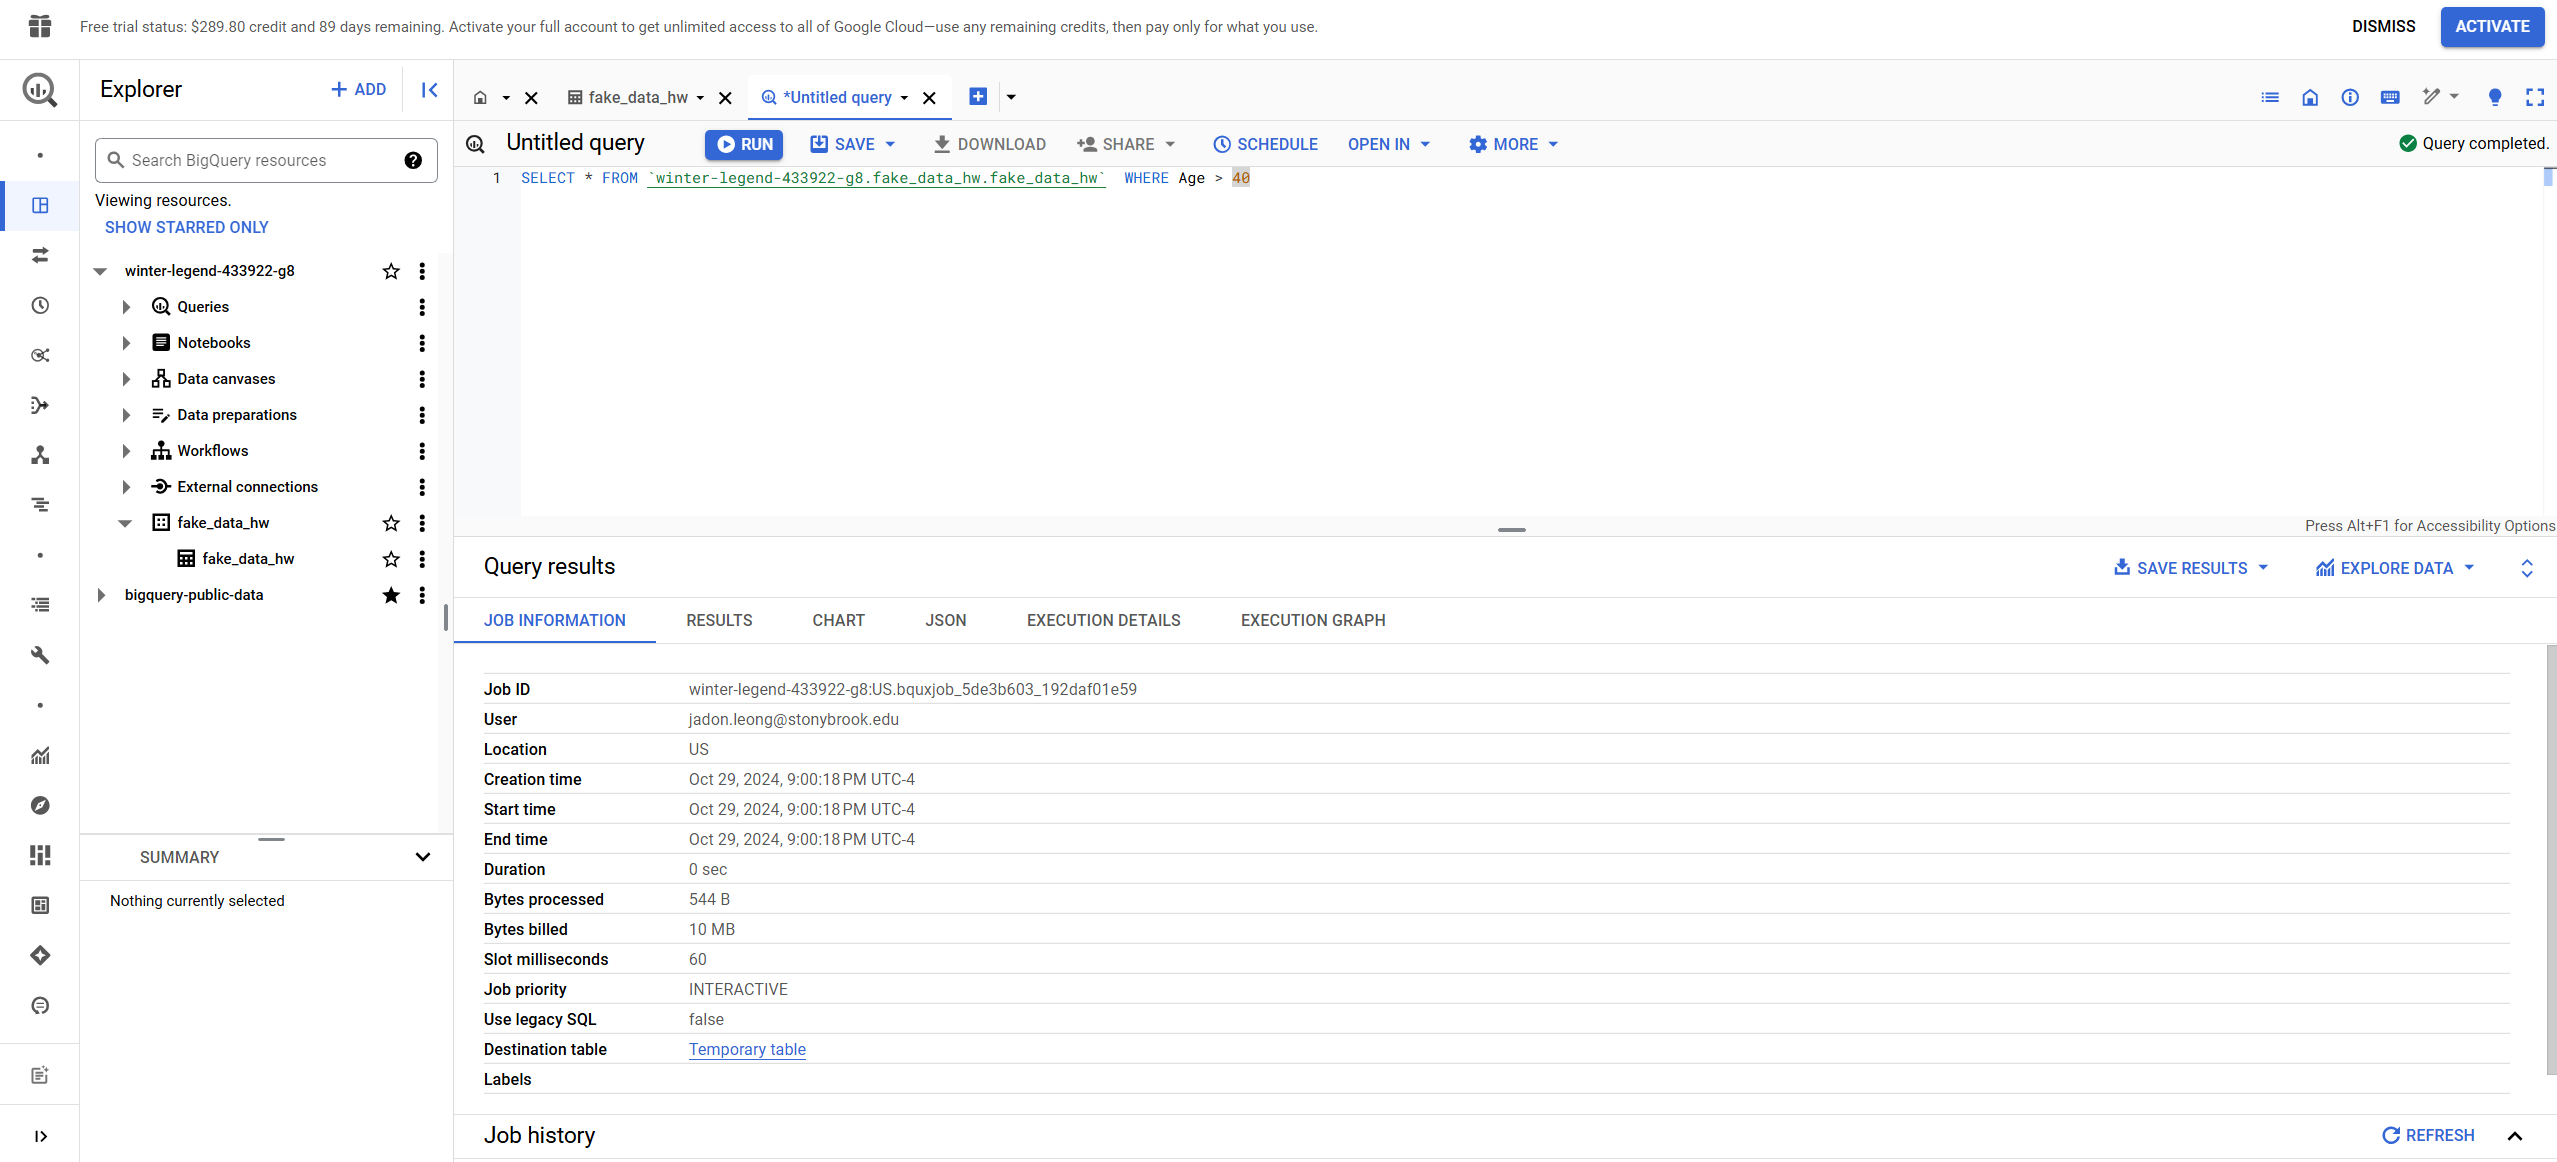 Free trial status: $289.80 credit and 89 days remaining. Activate your full account to get unlimited access to all of Google Cloud—use any remaining credits, then pay only for what you use.
DISMISS
ACTIVATE
Explorer
ADD
fake_data_hw
*Untitled query
Untitled query
RUN
SAVE
DOWNLOAD
SHARE
SCHEDULE
OPEN IN
MORE
Query completed.
Search BigQuery resources
Viewing resources.
SHOW STARRED ONLY
winter-legend-433922-g8
Queries
Notebooks
Data canvases
Data preparations
Workflows
External connections
fake_data_hw
fake_data_hw
bigquery-public-data
SUMMARY
Nothing currently selected
1 SELECT * FROM `winter-legend-433922-g8.fake_data_hw.fake_data_hw` WHERE Age > 40
Press Alt+F1 for Accessibility Options
Query results
SAVE RESULTS
EXPLORE DATA
JOB INFORMATION
RESULTS
CHART
JSON
EXECUTION DETAILS
EXECUTION GRAPH
Job ID winter-legend-433922-g8:US.bquxjob_5de3b603_192daf01e59
User jadon.leong@stonybrook.edu
Location US
Creation time Oct 29, 2024, 9:00:18 PM UTC-4
Start time Oct 29, 2024, 9:00:18 PM UTC-4
End time Oct 29, 2024, 9:00:18 PM UTC-4
Duration 0 sec
Bytes processed 544 B
Bytes billed 10 MB
Slot milliseconds 60
Job priority INTERACTIVE
Use legacy SQL false
Destination table Temporary table
Labels
Job history
REFRESH